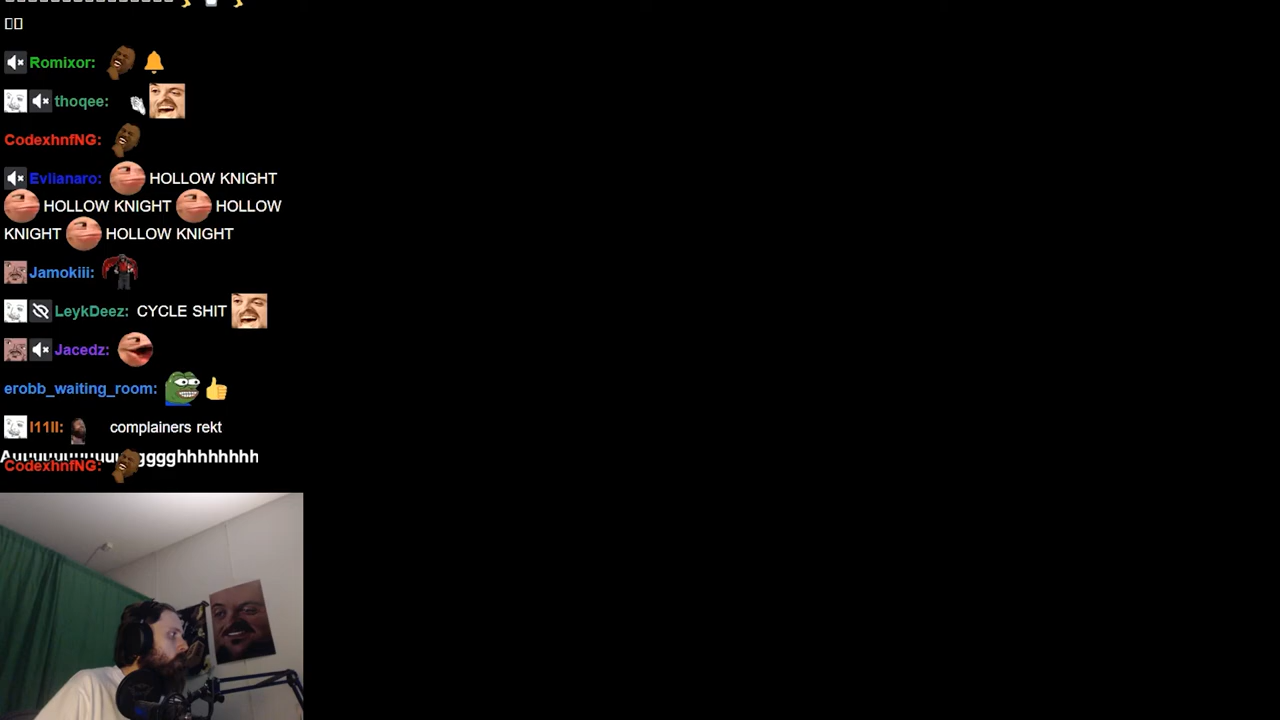 Romixor:
thoqee:
CodexhnfNG:
Evlianaro: HOLLOW KNIGHT
HOLLOW KNIGHT HOLLOW
KNIGHT HOLLOW KNIGHT
Jamokiii:
LeykDeez: CYCLE SHIT
Jacedz:
erobb_waiting_room:
complainers rekt
CodexhnfNG: